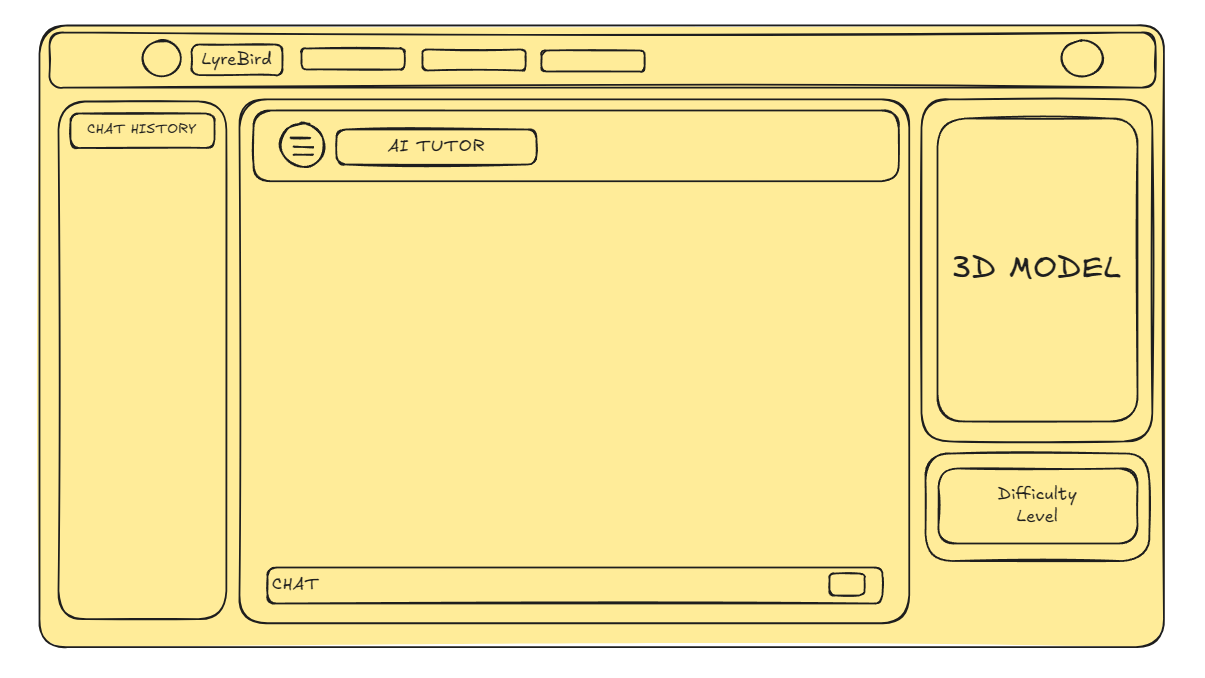 LyreBird
CHAT HISTORY
AI TUTOR
3D MODEL
Difficulty
Level
CHAT